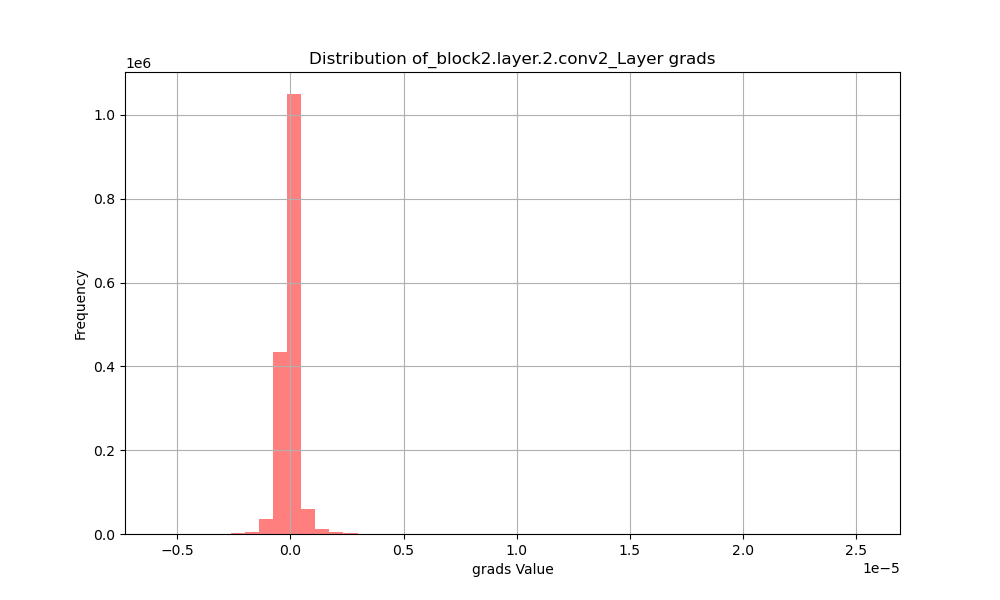 Distribution of_block2.layer.2.conv2_Layer grads
1e6
1.0
0.8
0.6
0.4
0.2
0.0
Frequency
−0.5 0.0 0.5 1.0 1.5 2.0 2.5
1e−5
grads Value